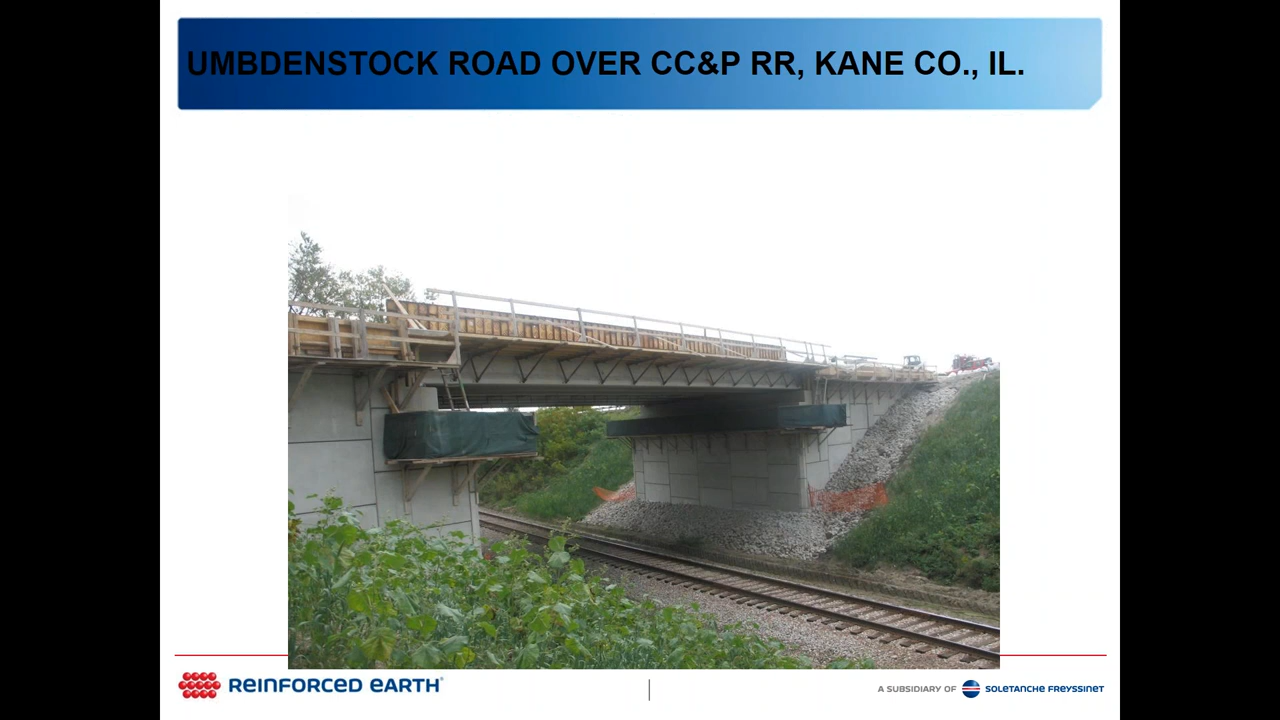 UMBDENSTOCK ROAD OVER CC&P RR, KANE CO., IL.
REINFORCED EARTH®
A SUBSIDIARY OF SOLETANCHE FREYSSINET